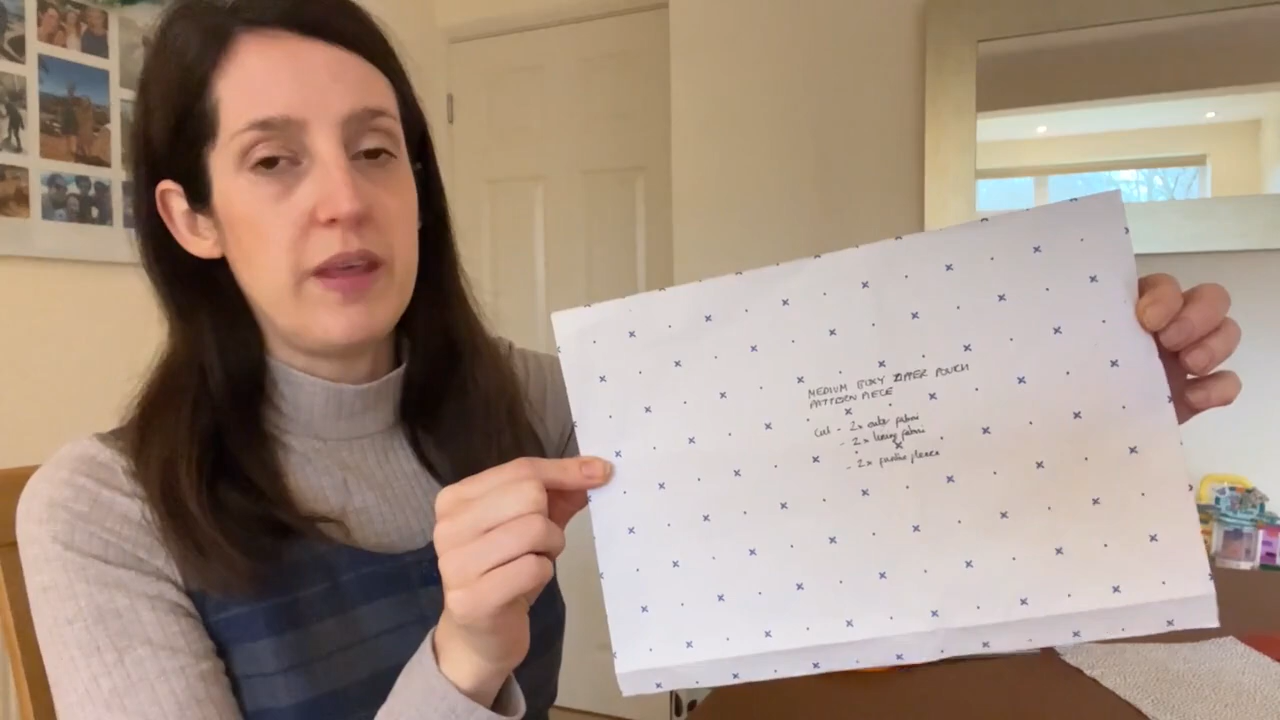 MEDIUM BOXY ZIPPER POUCH
PATTERN PIECE
Cut - 2x outer fabric
- 2x lining fabric
- 2x fusible fleece